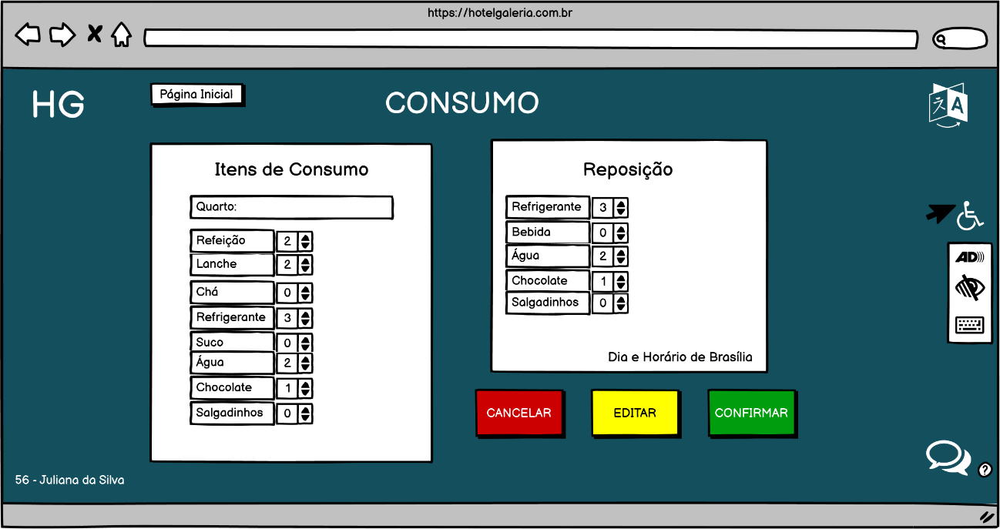 https://hotelgaleria.com.br
HG
Página Inicial
CONSUMO
文 A
Itens de Consumo
Quarto:
Refeição 2
Lanche 2
Chá 0
Refrigerante 3
Suco 0
Água 2
Chocolate 1
Salgadinhos 0
Reposição
Refrigerante 3
Bebida 0
Água 2
Chocolate 1
Salgadinhos 0
Dia e Horário de Brasília
CANCELAR
EDITAR
CONFIRMAR
AD
?
56 - Juliana da Silva